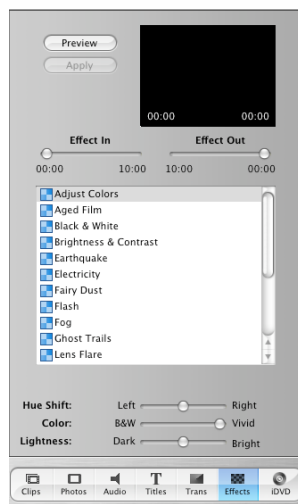 Preview
Apply
00:00 00:00
Effect In Effect Out
00:00 10:00 10:00 00:00
Adjust Colors
Aged Film
Black & White
Brightness & Contrast
Earthquake
Electricity
Fairy Dust
Flash
Fog
Ghost Trails
Lens Flare
Hue Shift: Left Right
Color: B&W Vivid
Lightness: Dark Bright
Clips Photos Audio Titles Trans Effects iDVD